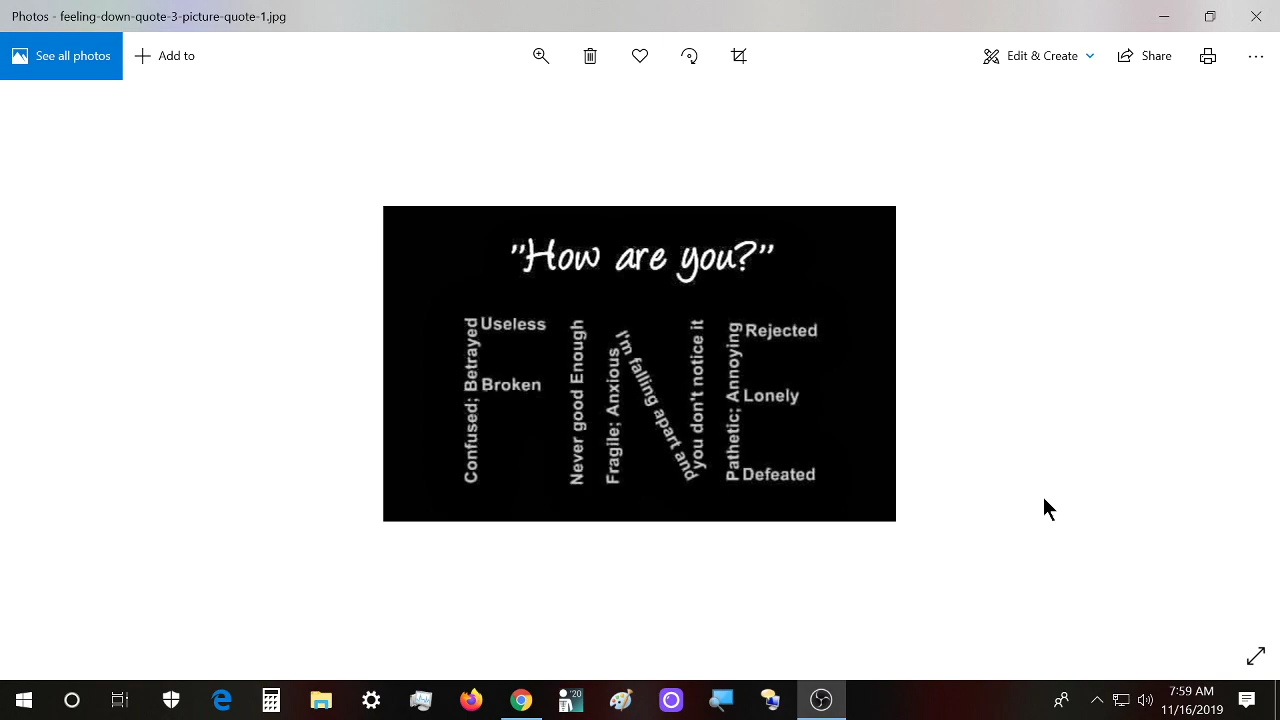 Photos - feeling-down-quote-3-picture-quote-1.jpg
See all photos
Add to
Edit & Create
Share
"How are you?"
Confused; Betrayed
Useless
Broken
Never good Enough
Fragile; Anxious
I'm falling apart and
you don't notice it
Pathetic; Annoying
Rejected
Lonely
Defeated
'20
7:59 AM
11/16/2019